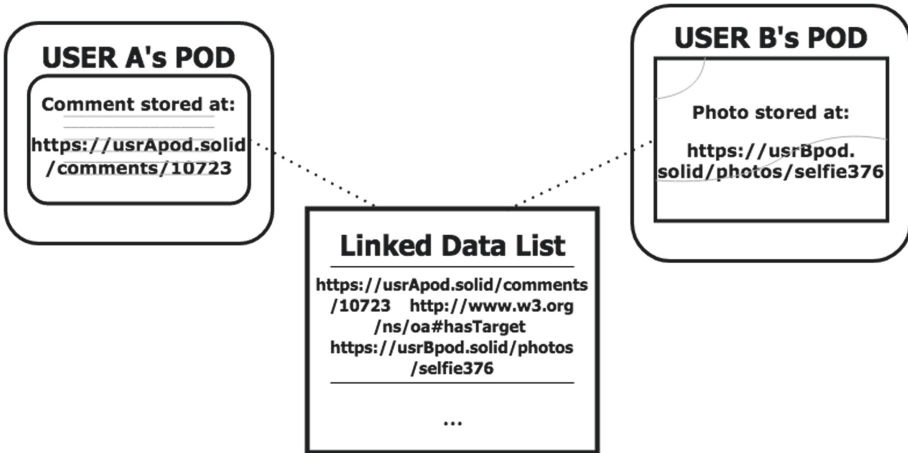 USER A's POD
Comment stored at:
https://usrApod.solid
/comments/10723
USER B's POD
Photo stored at:
https://usrBpod.
solid/photos/selfie376
Linked Data List
https://usrApod.solid/comments
/10723 http://www.w3.org
/ns/oa#hasTarget
https://usrBpod.solid/photos
/selfie376
...